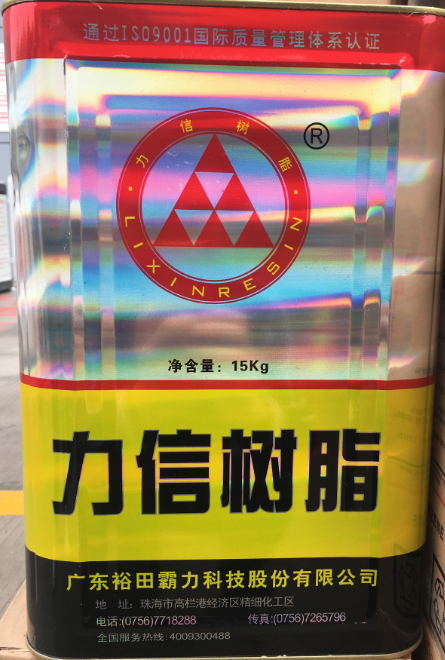 通过ISO9001国际质量管理体系认证
·力信树脂·
®
LIXINRESIN
净含量：15Kg
力信树脂
广东裕田霸力科技股份有限公司
地 址：珠海市高栏港经济区精细化工区
电话:(0756)7718288 传真:(0756)7265796
全国服务热线：4009300488